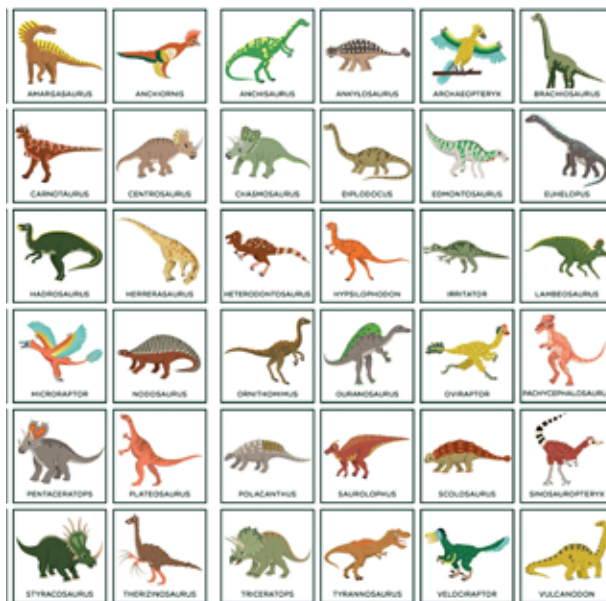 AMARGASAURUS
ANCHIORNIS
ANCHISAURUS
ANKYLOSAURUS
ARCHAEOPTERYX
BRACHIOSAURUS
CARNOTAURUS
CENTROSAURUS
CHASMOSAURUS
DIPLODOCUS
EDMONTOSAURUS
EUHELOPUS
HADROSAURUS
HERRERASAURUS
HETERODONTOSAURUS
HYPSILOPHODON
IRRITATOR
LAMBEOSAURUS
MICRORAPTOR
NODOSAURUS
ORNITHOMIMUS
OURANOSAURUS
OVIRAPTOR
PACHYCEPHALOSAURUS
PENTACERATOPS
PLATEOSAURUS
POLACANTHUS
SAUROLOPHUS
SCOLOSAURUS
SINOSAUROPTERYX
STYRACOSAURUS
THERIZINOSAURUS
TRICERATOPS
TYRANNOSAURUS
VELOCIRAPTOR
VULCANODON